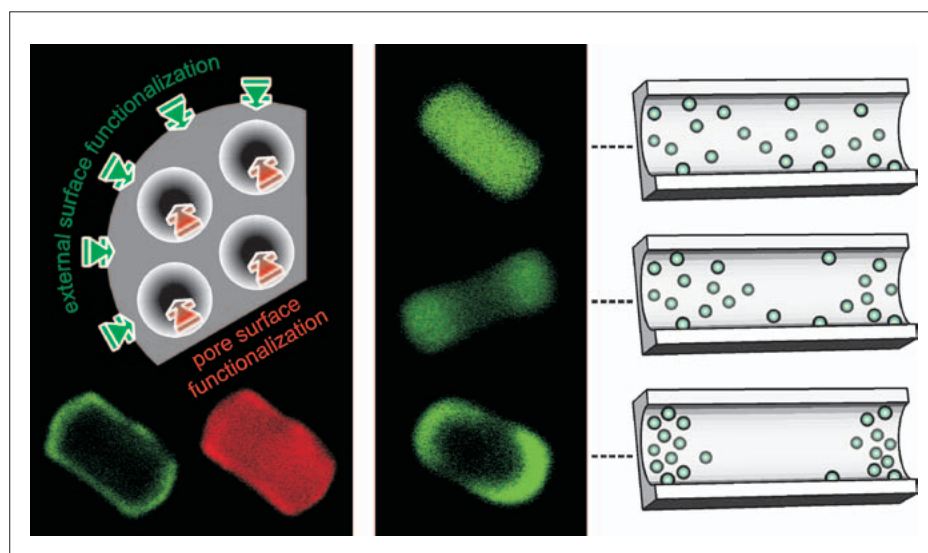 external surface functionalization
pore surface
functionalization